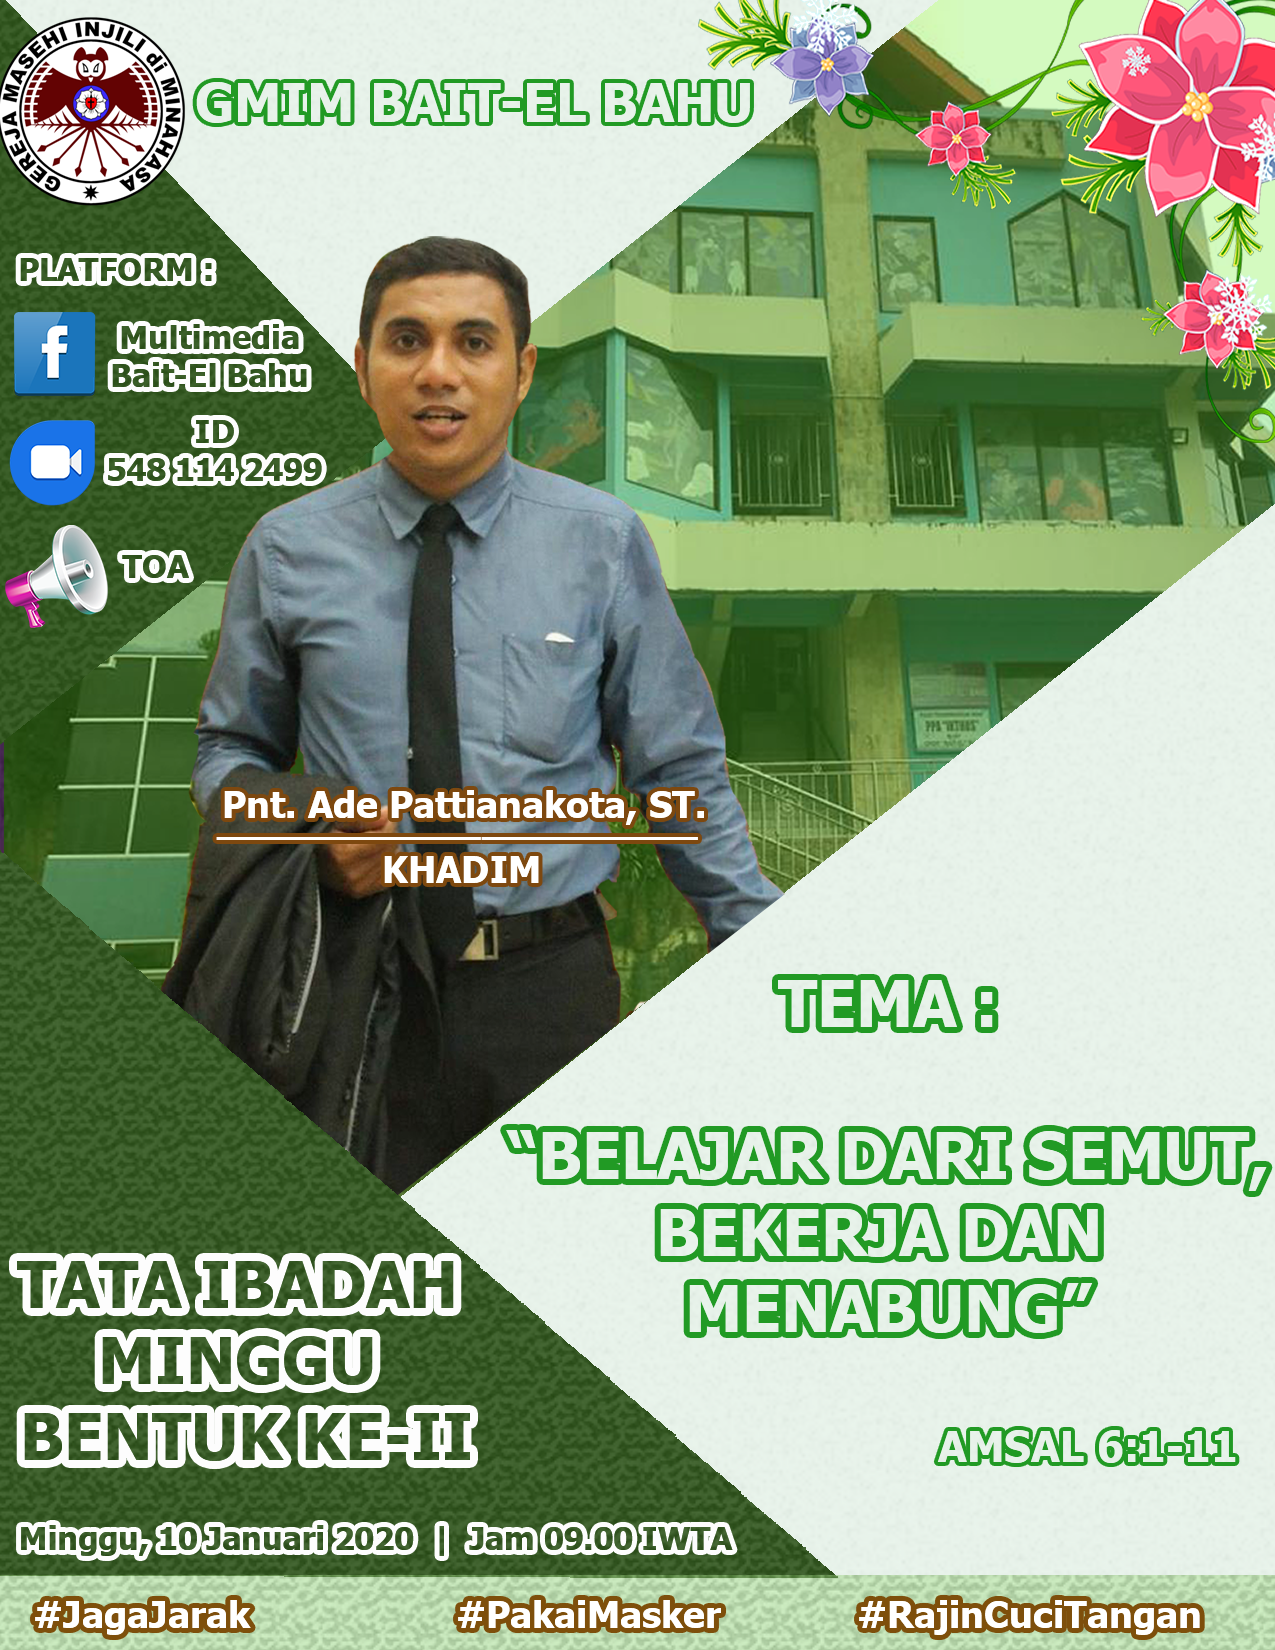 GEREJA MASEHI INJILI di MINAHASA
GMIM BAIT-EL BAHU
PLATFORM :
Multimedia
Bait-El Bahu
ID
548 114 2499
TOA
Pnt. Ade Pattianakota, ST.
KHADIM
TEMA :
“BELAJAR DARI SEMUT,
BEKERJA DAN
MENABUNG”
AMSAL 6:1-11
TATA IBADAH
MINGGU
BENTUK KE-II
Minggu, 10 Januari 2020 | Jam 09.00 IWTA
#JagaJarak #PakaiMasker #RajinCuciTangan